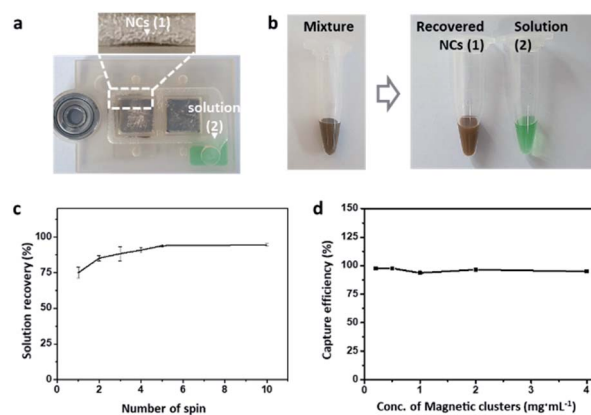 a
NCs (1)
solution
(2)
b
Mixture
Recovered
NCs (1)
Solution
(2)
c
Solution recovery (%)
100
75
50
25
0
0 2 4 6 8 10
Number of spin
d
Capture efficiency (%)
150
125
100
75
50
25
0
0 1 2 3 4
Conc. of Magnetic clusters (mg·mL⁻¹)